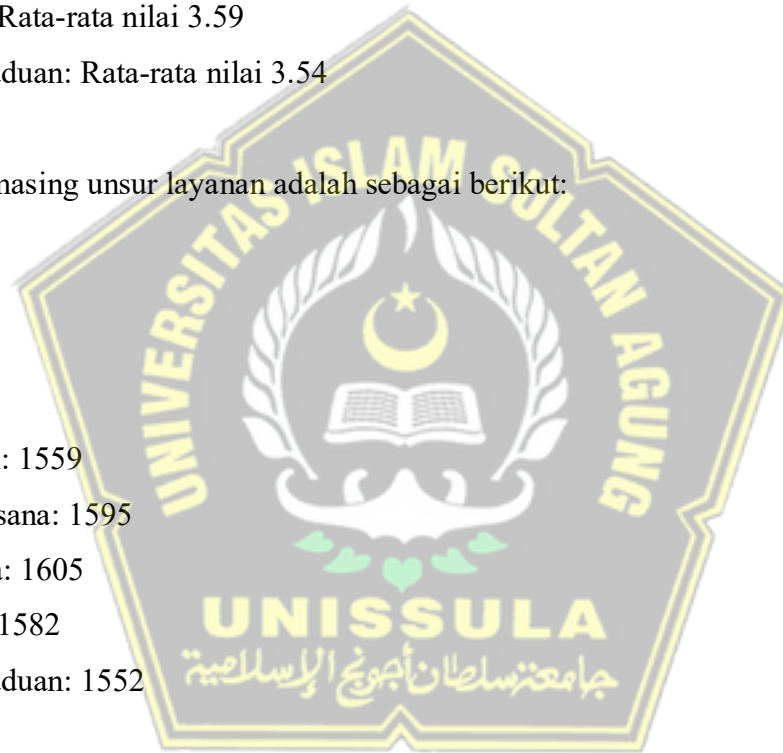 Rata-rata nilai 3.59
duan: Rata-rata nilai 3.54
masing unsur layanan adalah sebagai berikut:
UNIVERSITAS ISLAM SULTAN AGUNG
: 1559
sana: 1595
: 1605
1582
duan: 1552
UNISSULA
جامعة سلطان أجونج الإسلامية